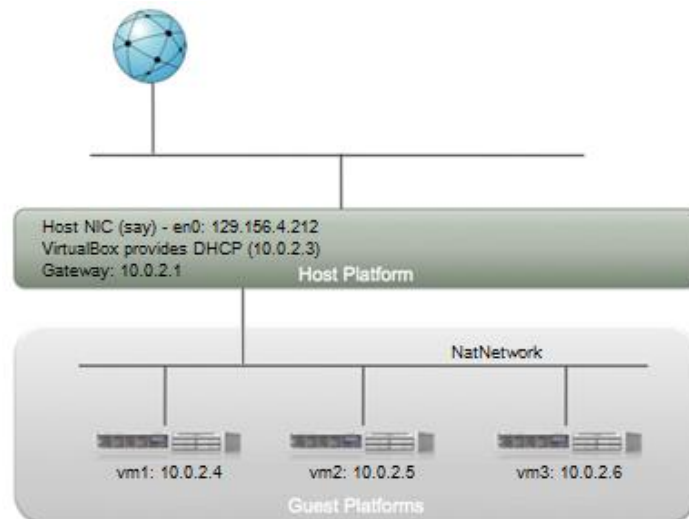 Host NIC (say) - en0: 129.156.4.212
VirtualBox provides DHCP (10.0.2.3)
Gateway: 10.0.2.1
Host Platform
NatNetwork
vm1: 10.0.2.4
vm2: 10.0.2.5
vm3: 10.0.2.6
Guest Platforms